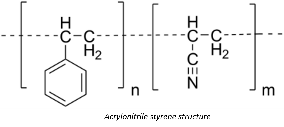 H H
C C H₂ C C H₂
C
N
n m
Acrylonitrile styrene structure